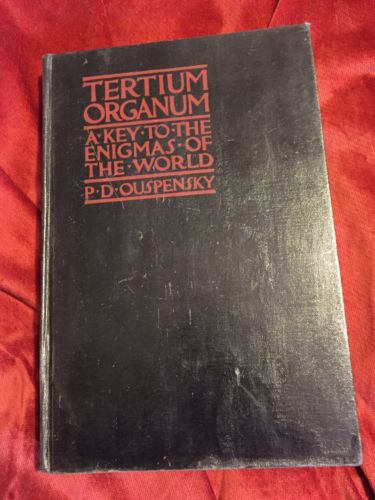 TERTIUM
ORGANUM
A·KEY·TO·THE
ENIGMAS·OF
THE·WORLD
P·D·OUSPENSKY